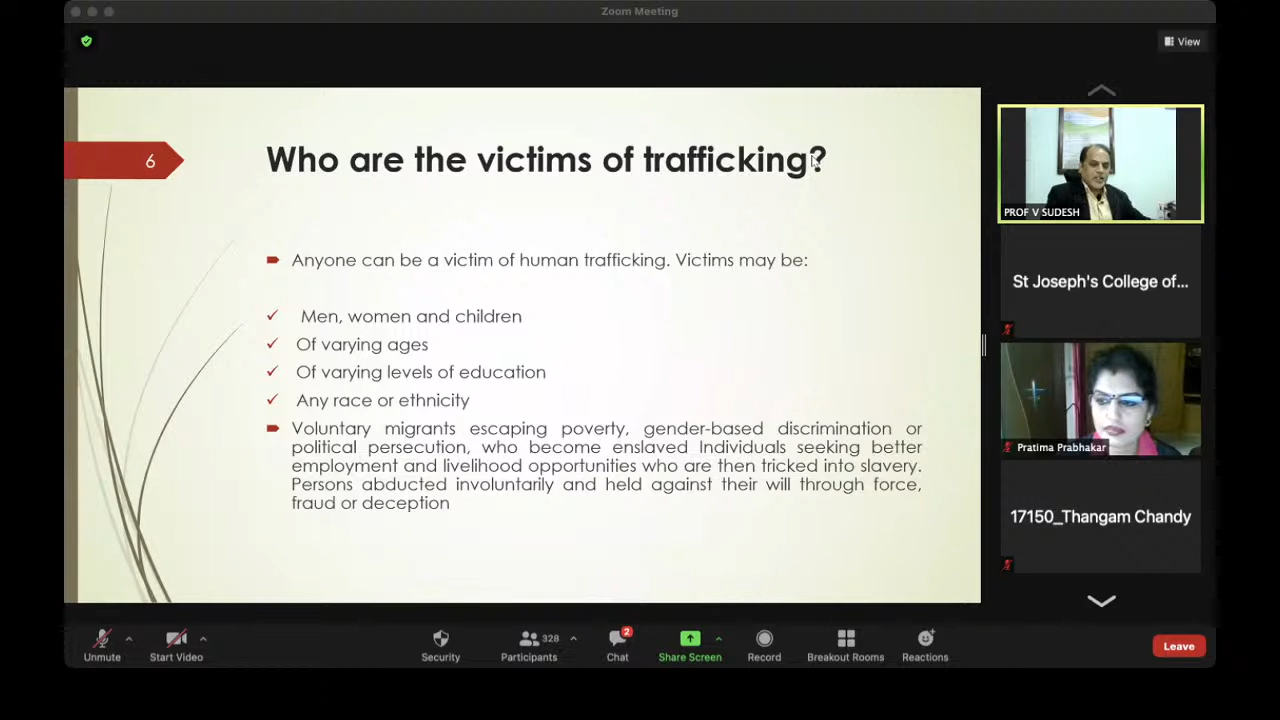 Zoom Meeting
View
6
Who are the victims of trafficking?
Anyone can be a victim of human trafficking. Victims may be:
Men, women and children
Of varying ages
Of varying levels of education
Any race or ethnicity
Voluntary migrants escaping poverty, gender-based discrimination or
political persecution, who become enslaved Individuals seeking better
employment and livelihood opportunities who are then tricked into slavery.
Persons abducted involuntarily and held against their will through force,
fraud or deception
PROF V SUDESH
St Joseph's College of...
Pratima Prabhakar
17150_Thangam Chandy
Unmute
Start Video
Security
328
Participants
2
Chat
Share Screen
Record
Breakout Rooms
Reactions
Leave